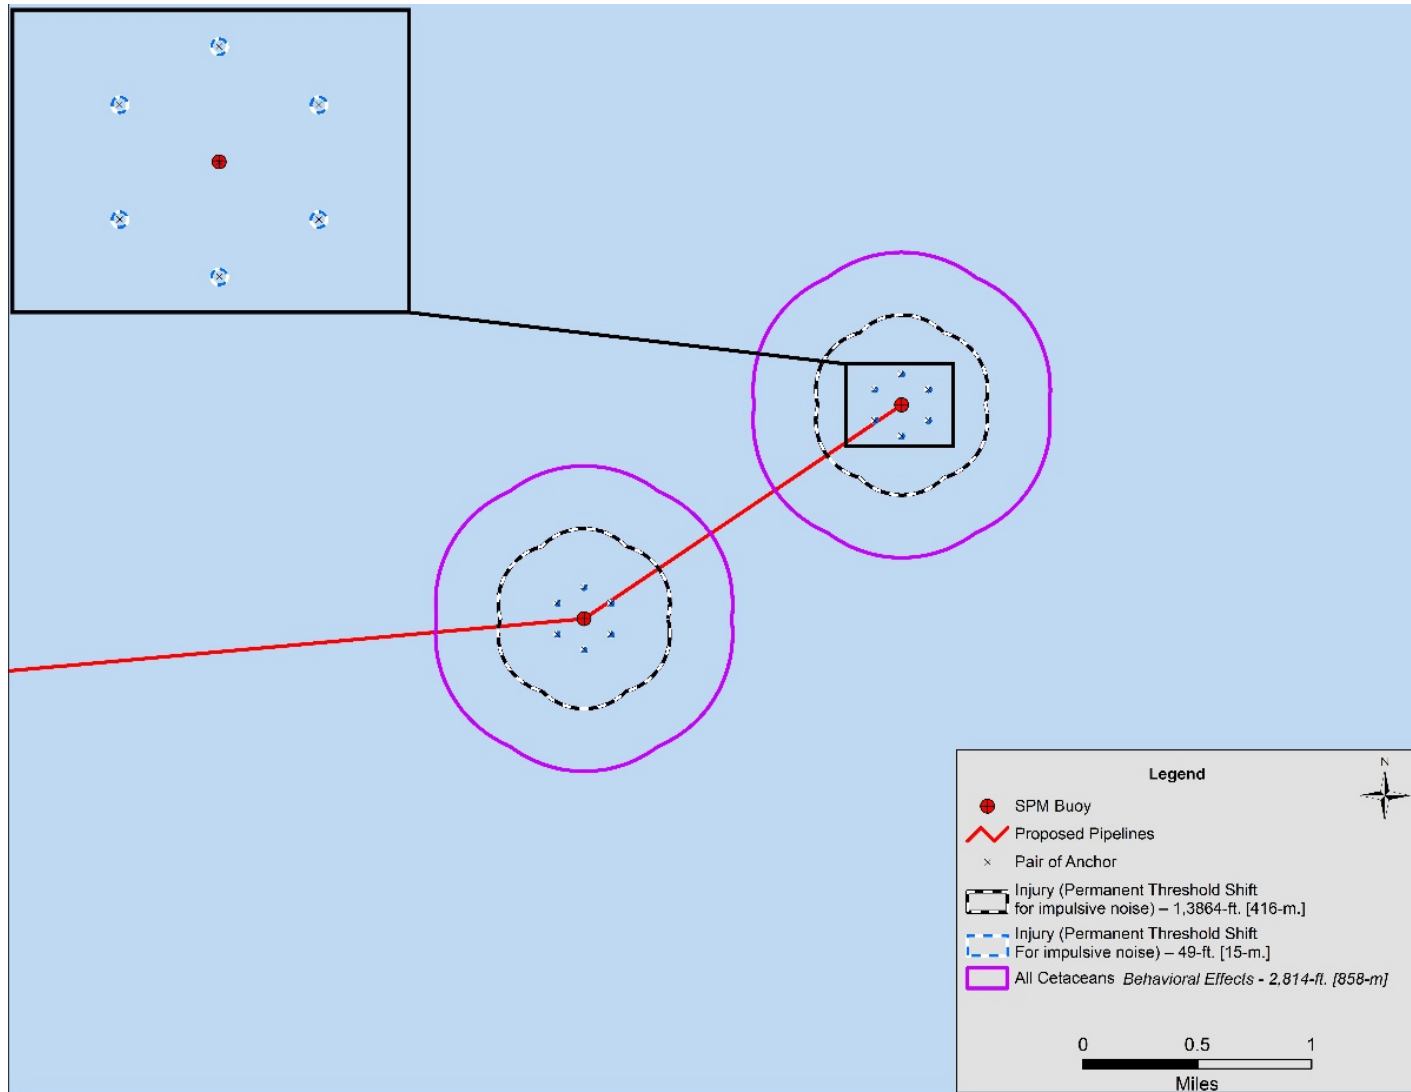 Legend
N
SPM Buoy
Proposed Pipelines
Pair of Anchor
Injury (Permanent Threshold Shift
for impulsive noise) – 1,3864-ft. [416-m.]
Injury (Permanent Threshold Shift
For impulsive noise) – 49-ft. [15-m.]
All Cetaceans Behavioral Effects - 2,814-ft. [858-m]
0 0.5 1
Miles